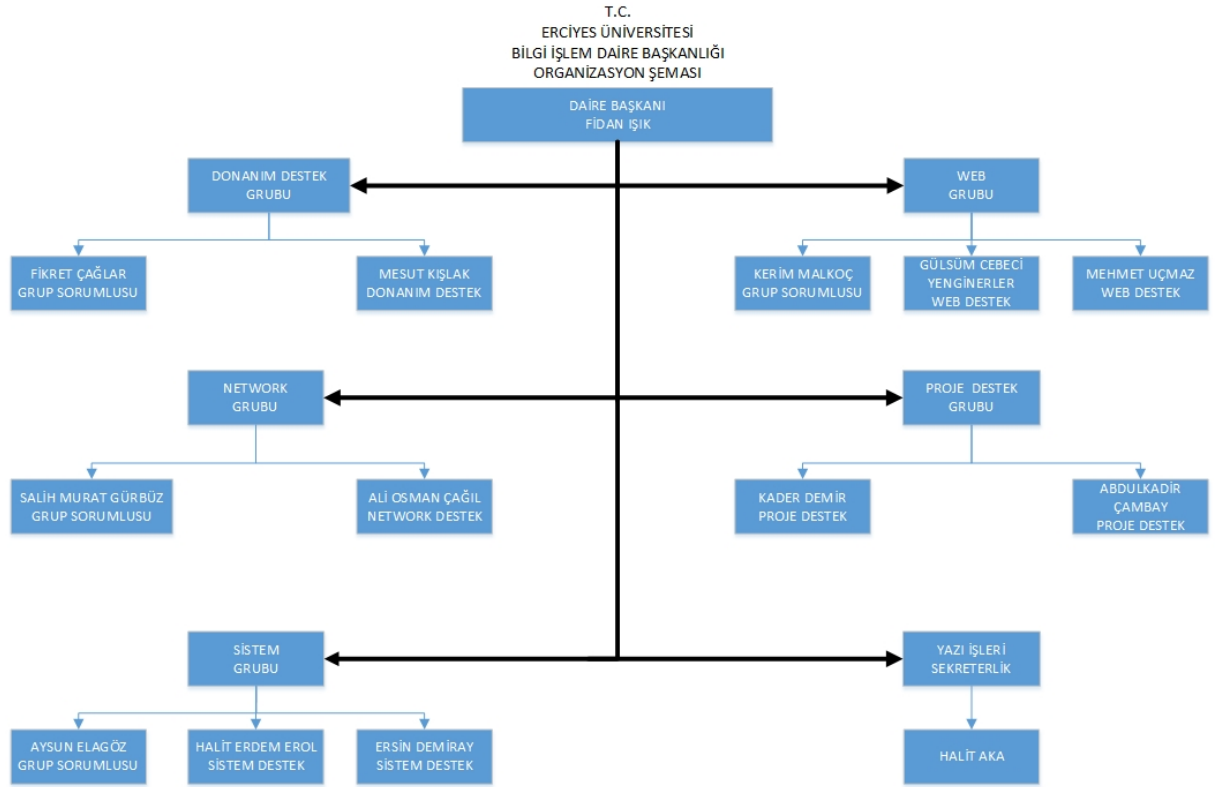 T.C.
ERCİYES ÜNİVERSİTESİ
BİLGİ İŞLEM DAİRE BAŞKANLIĞI
ORGANİZASYON ŞEMASI
DAİRE BAŞKANI
FİDAN IŞIK
DONANIM DESTEK
GRUBU
WEB
GRUBU
FİKRET ÇAĞLAR
GRUP SORUMLUSU
MESUT KIŞLAK
DONANIM DESTEK
KERİM MALKOÇ
GRUP SORUMLUSU
GÜLSÜM CEBECİ
YENGİNERLER
WEB DESTEK
MEHMET UÇMAZ
WEB DESTEK
NETWORK
GRUBU
PROJE DESTEK
GRUBU
SALİH MURAT GÜRBÜZ
GRUP SORUMLUSU
ALİ OSMAN ÇAĞIL
NETWORK DESTEK
KADER DEMİR
PROJE DESTEK
ABDULKADİR
ÇAMBAY
PROJE DESTEK
SİSTEM
GRUBU
YAZI İŞLERİ
SEKRETERLİK
AYSUN ELAGÖZ
GRUP SORUMLUSU
HALİT ERDEM EROL
SİSTEM DESTEK
ERSİN DEMİRAY
SİSTEM DESTEK
HALİT AKA